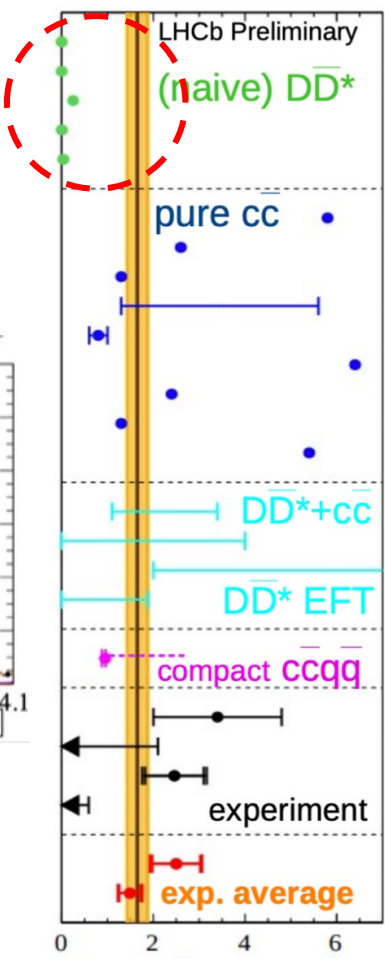 LHCb Preliminary
(naive) DD̅*
pure cc̅
DD̅*+cc̅
DD̅* EFT
compact cc̅qq̅
4.1
experiment
exp. average
0 2 4 6